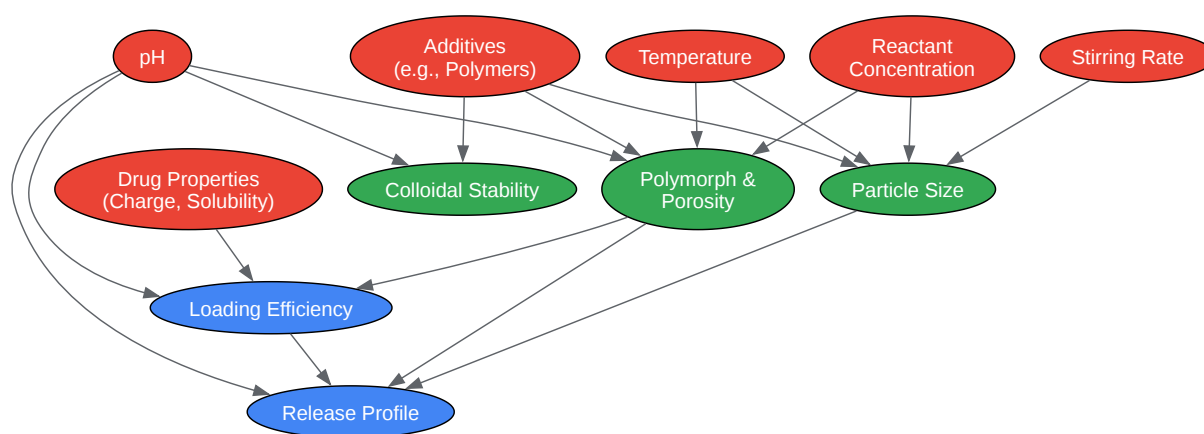 pH
Additives
(e.g., Polymers)
Temperature
Reactant
Concentration
Stirring Rate
Drug Properties
(Charge, Solubility)
Colloidal Stability
Polymorph &
Porosity
Particle Size
Loading Efficiency
Release Profile